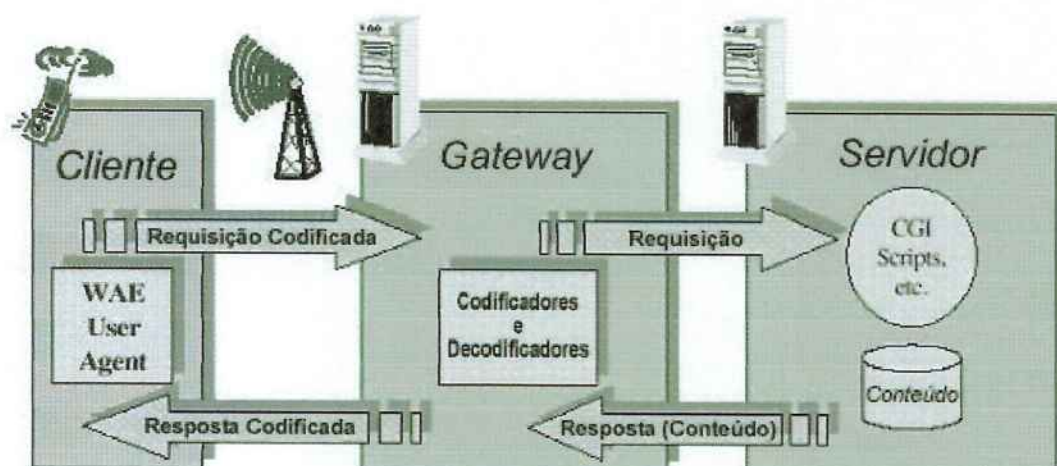 Cliente
Gateway
Servidor
Requisição Codificada
Requisição
CGI
Scripts,
etc.
WAE
User
Agent
Codificadores
e
Decodificadores
Conteúdo
Resposta Codificada
Resposta (Conteúdo)